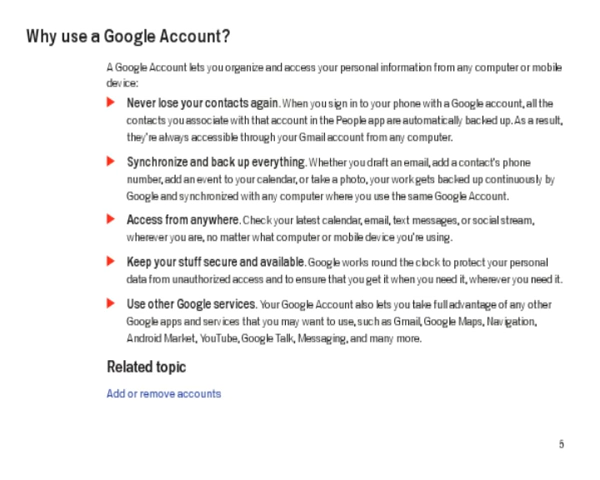 Why use a Google Account?
A Google Account lets you organize and access your personal information from any computer or mobile
device:
Never lose your contacts again. When you sign in to your phone with a Google account, all the
contacts you associate with that account in the People app are automatically backed up. As a result,
they're always accessible through your Gmail account from any computer.
Synchronize and back up everything. Whether you draft an email, add a contact's phone
number, add an event to your calendar, or take a photo, your work gets backed up continuously by
Google and synchronized with any computer where you use the same Google Account.
Access from anywhere. Check your latest calendar, email, text messages, or social stream,
wherever you are, no matter what computer or mobile device you're using.
Keep your stuff secure and available. Google works round the clock to protect your personal
data from unauthorized access and to ensure that you get it when you need it, wherever you need it.
Use other Google services. Your Google Account also lets you take full advantage of any other
Google apps and services that you may want to use, such as Gmail, Google Maps, Navigation,
Android Market, YouTube, Google Talk, Messaging, and many more.
Related topic
Add or remove accounts
5